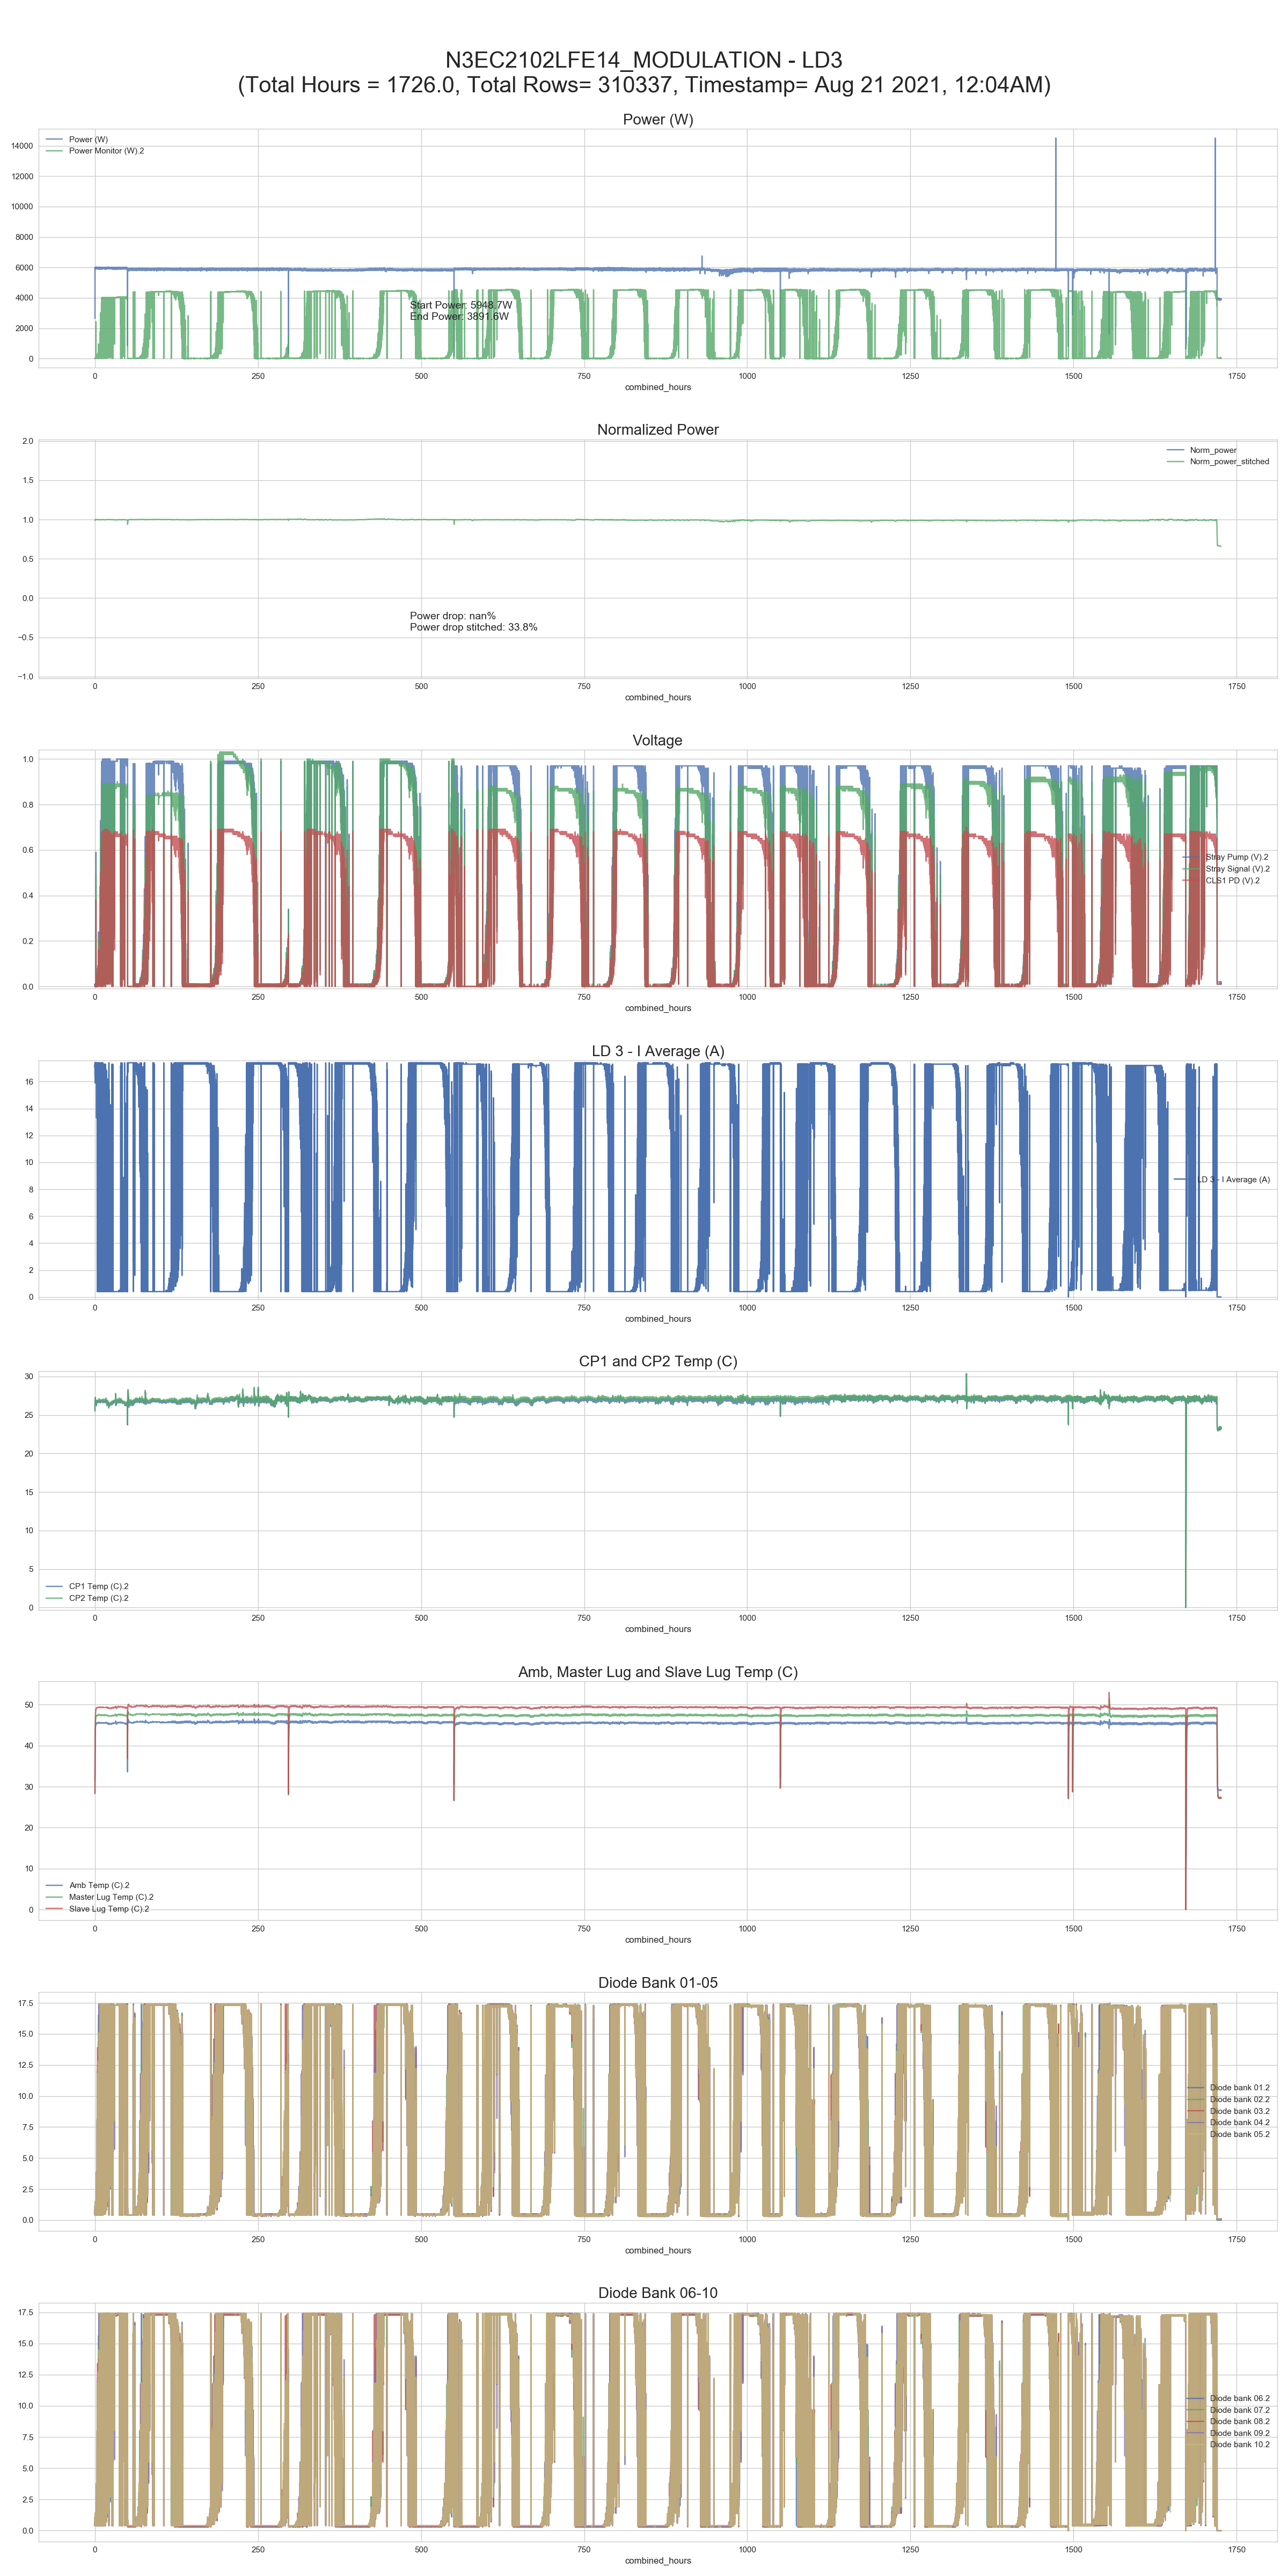 N3EC2102LFE14_MODULATION - LD3
(Total Hours = 1726.0, Total Rows= 310337, Timestamp= Aug 21 2021, 12:04AM)
Power (W)
Power (W)
Power Monitor (W).2
14000
12000
10000
8000
6000
4000
2000
0
Start Power: 5948.7W
End Power: 3891.6W
0 250 500 750 1000 1250 1500 1750
combined_hours
Normalized Power
Norm_power
Norm_power_stitched
2.0
1.5
1.0
0.5
0.0
−0.5
−1.0
Power drop: nan%
Power drop stitched: 33.8%
0 250 500 750 1000 1250 1500 1750
combined_hours
Voltage
1.0
0.8
0.6
0.4
0.2
0.0
Stray Pump (V).2
Stray Signal (V).2
CLS1 PD (V).2
0 250 500 750 1000 1250 1500 1750
combined_hours
LD 3 - I Average (A)
16
14
12
10
8
6
4
2
0
LD 3 - I Average (A)
0 250 500 750 1000 1250 1500 1750
combined_hours
CP1 and CP2 Temp (C)
30
25
20
15
10
5
0
CP1 Temp (C).2
CP2 Temp (C).2
0 250 500 750 1000 1250 1500 1750
combined_hours
Amb, Master Lug and Slave Lug Temp (C)
50
40
30
20
10
0
Amb Temp (C).2
Master Lug Temp (C).2
Slave Lug Temp (C).2
0 250 500 750 1000 1250 1500 1750
combined_hours
Diode Bank 01-05
17.5
15.0
12.5
10.0
7.5
5.0
2.5
0.0
Diode bank 01.2
Diode bank 02.2
Diode bank 03.2
Diode bank 04.2
Diode bank 05.2
0 250 500 750 1000 1250 1500 1750
combined_hours
Diode Bank 06-10
17.5
15.0
12.5
10.0
7.5
5.0
2.5
0.0
Diode bank 06.2
Diode bank 07.2
Diode bank 08.2
Diode bank 09.2
Diode bank 10.2
0 250 500 750 1000 1250 1500 1750
combined_hours